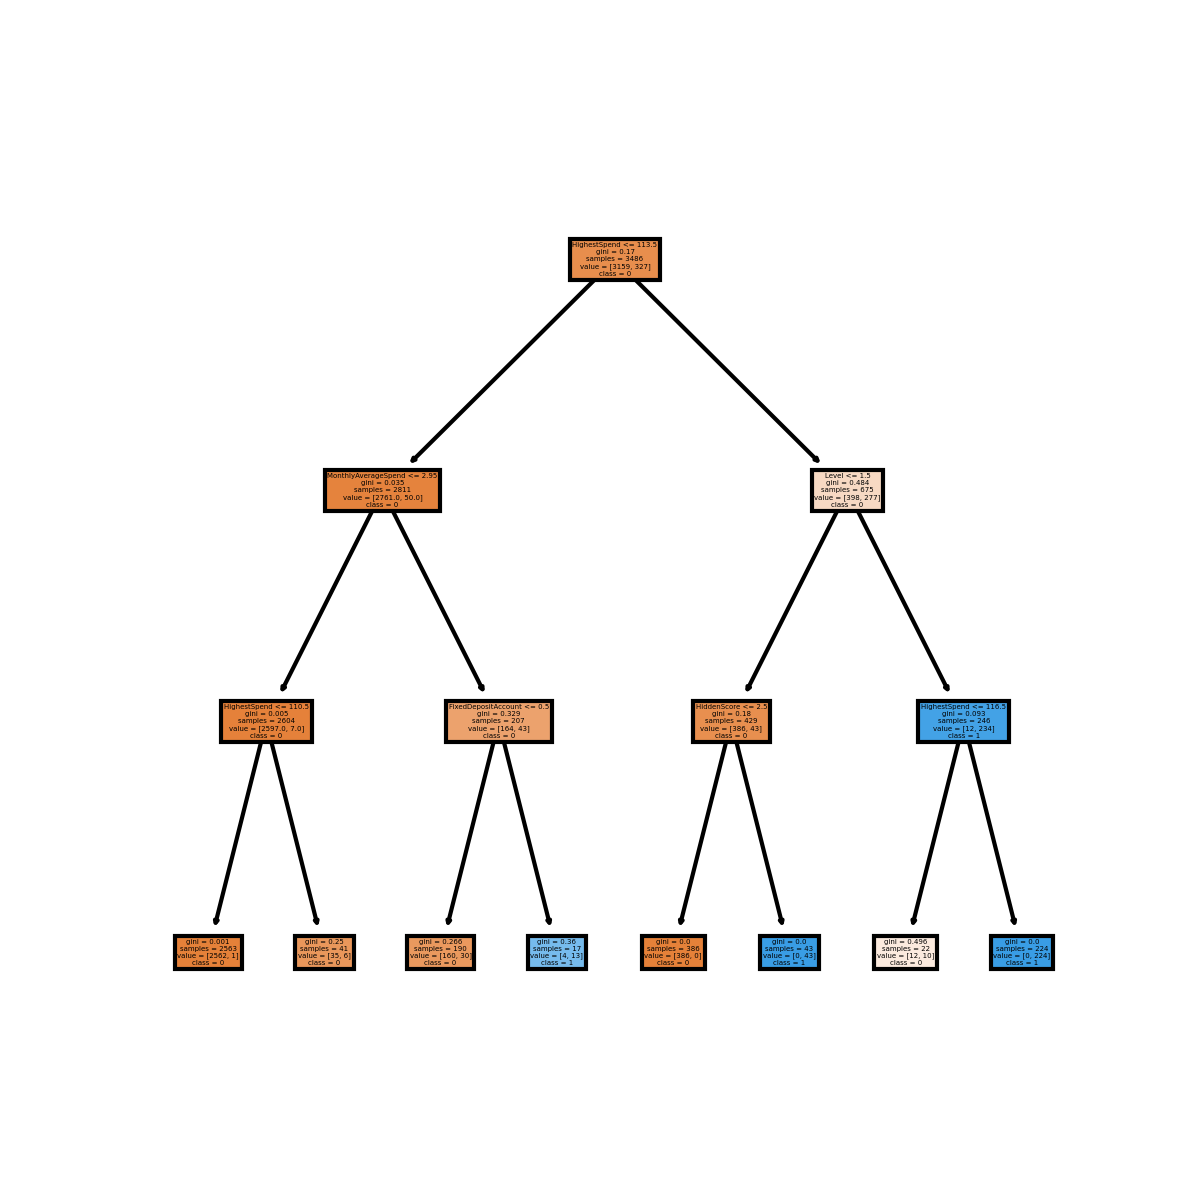 HighestSpend <= 113.5
gini = 0.17
samples = 3486
value = [3159, 327]
class = 0
MonthlyAverageSpend <= 2.95
gini = 0.035
samples = 2811
value = [2761.0, 50.0]
class = 0
Level <= 1.5
gini = 0.484
samples = 675
value = [398, 277]
class = 0
HighestSpend <= 110.5
gini = 0.005
samples = 2604
value = [2597.0, 7.0]
class = 0
FixedDepositAccount <= 0.5
gini = 0.329
samples = 207
value = [164, 43]
class = 0
HiddenScore <= 2.5
gini = 0.18
samples = 429
value = [386, 43]
class = 0
HighestSpend <= 116.5
gini = 0.093
samples = 246
value = [12, 234]
class = 1
gini = 0.001
samples = 2563
value = [2562, 1]
class = 0
gini = 0.25
samples = 41
value = [35, 6]
class = 0
gini = 0.266
samples = 190
value = [160, 30]
class = 0
gini = 0.36
samples = 17
value = [4, 13]
class = 1
gini = 0.0
samples = 386
value = [386, 0]
class = 0
gini = 0.0
samples = 43
value = [0, 43]
class = 1
gini = 0.496
samples = 22
value = [12, 10]
class = 0
gini = 0.0
samples = 224
value = [0, 224]
class = 1